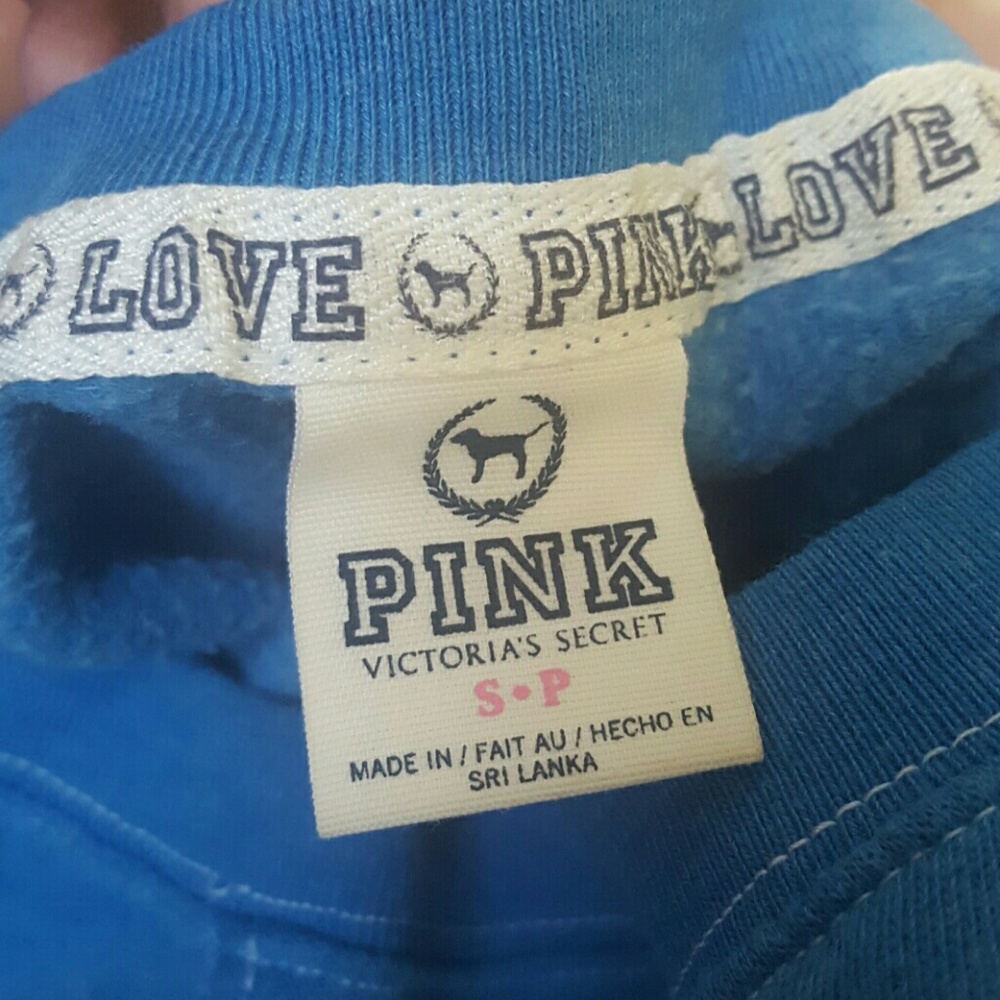 LOVE PINK LOVE
PINK
VICTORIA'S SECRET
S•P
MADE IN / FAIT AU / HECHO EN
SRI LANKA